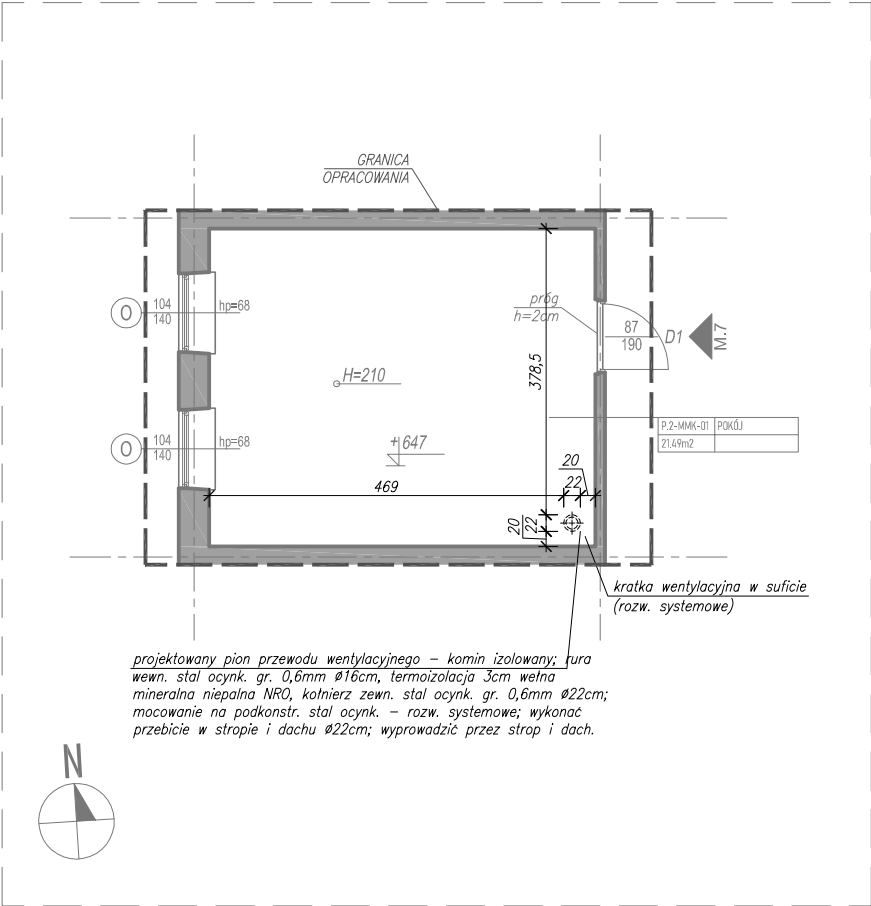 GRANICA
OPRACOWANIA
próg
h=2cm
87
190
D1
M.7
O
104
140
hp=68
378,5
H=210
P.2-MMK-01 POKÓJ
21.49m2
O
104
140
hp=68
+647
20
469
22
20
22
kratka wentylacyjna w suficie
(rozw. systemowe)
projektowany pion przewodu wentylacyjnego – komin izolowany; rura
wewn. stal ocynk. gr. 0,6mm Ø16cm, termoizolacja 3cm wełna
mineralna niepalna NRO, kołnierz zewn. stal ocynk. gr. 0,6mm Ø22cm;
mocowanie na podkonstr. stal ocynk. – rozw. systemowe; wykonać
przebicie w stropie i dachu Ø22cm; wyprowadzić przez strop i dach.
N